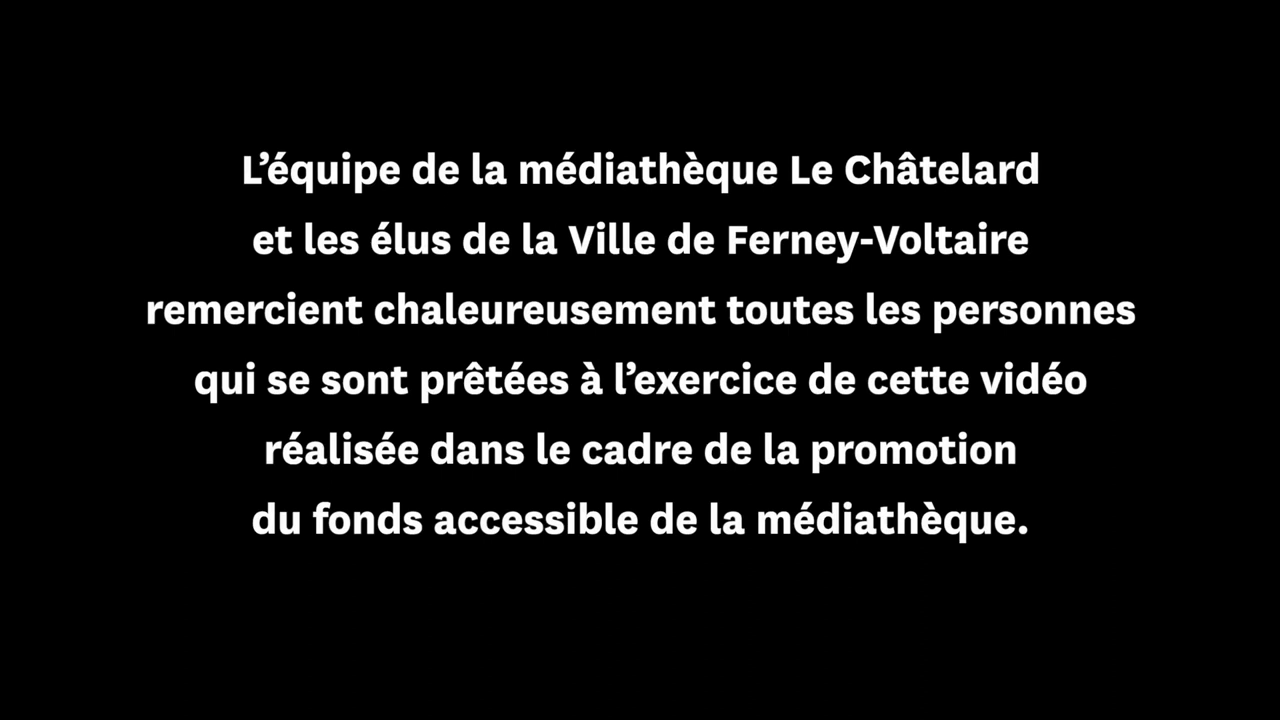 L’équipe de la médiathèque Le Châtelard
et les élus de la Ville de Ferney-Voltaire
remercient chaleureusement toutes les personnes
qui se sont prêtées à l’exercice de cette vidéo
réalisée dans le cadre de la promotion
du fonds accessible de la médiathèque.